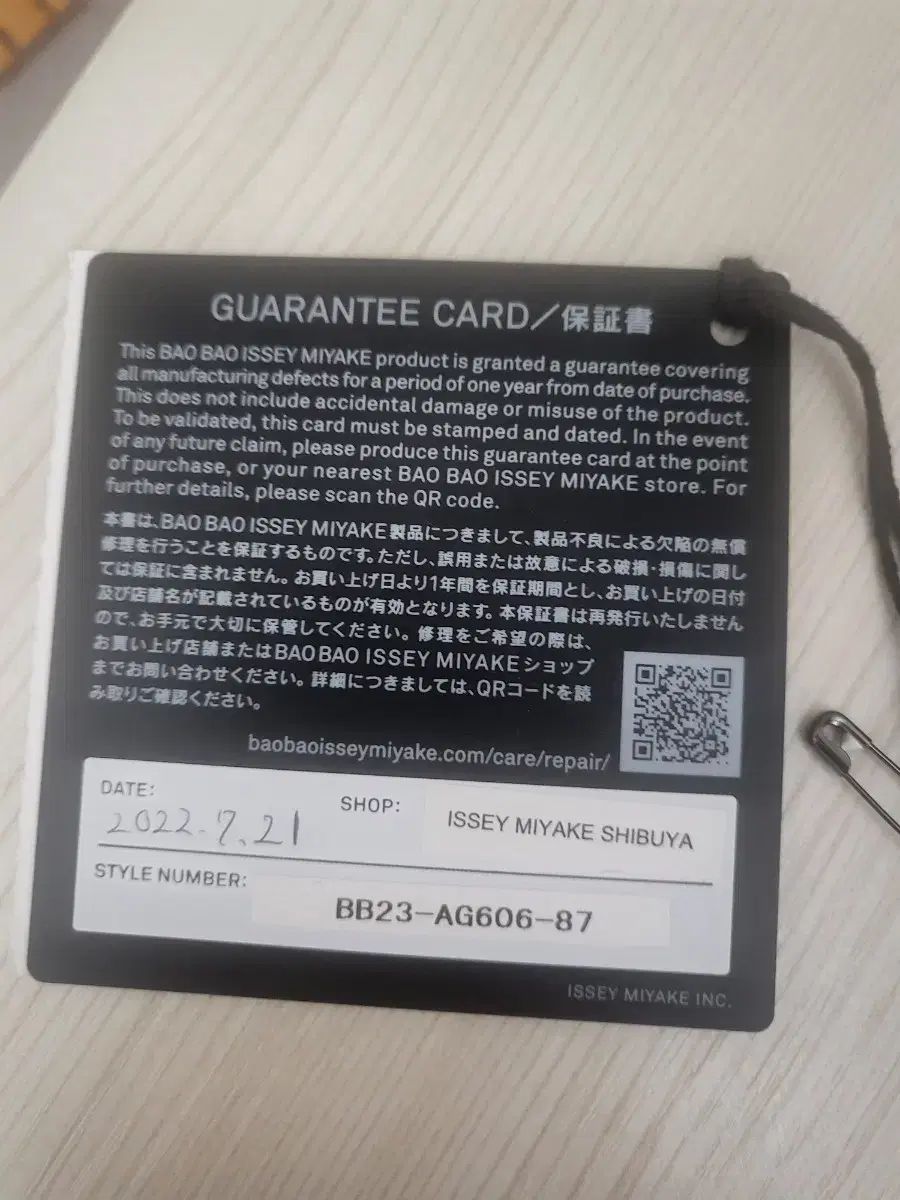 GUARANTEE CARD/保証書
This BAO BAO ISSEY MIYAKE product is granted a guarantee covering
all manufacturing defects for a period of one year from date of purchase.
This does not include accidental damage or misuse of the product.
To be validated, this card must be stamped and dated. In the event
of any future claim, please produce this guarantee card at the point
of purchase, or your nearest BAO BAO ISSEY MIYAKE store. For
further details, please scan the QR code.
本書は、BAO BAO ISSEY MIYAKE製品につきまして、製品不良による欠陥の無償
修理を行うことを保証するものです。ただし、誤用または故意による破損・損傷に関し
ては保証に含まれません。お買い上げ日より1年間を保証期間とし、お買い上げの日付
及び店舗名が記載されているものが有効となります。本保証書は再発行いたしません
ので、お手元で大切に保管してください。修理をご希望の際は、
お買い上げ店舗またはBAO BAO ISSEY MIYAKEショップ
までお問い合わせください。詳細につきましては、QRコードを読
み取りご確認ください。
baobaoisseymiyake.com/care/repair/
DATE: 2022.7.21 SHOP: ISSEY MIYAKE SHIBUYA
STYLE NUMBER: BB23-AG606-87
ISSEY MIYAKE INC.